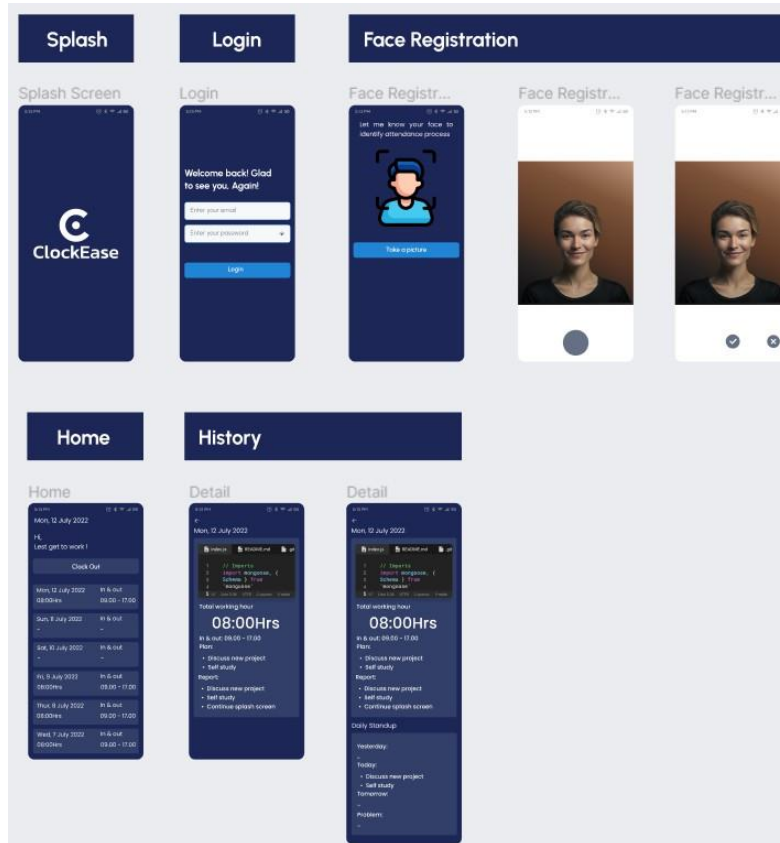 Splash
Login
Face Registration
Splash Screen
Login
Face Registr...
Face Registr...
Face Registr...
ClockEase
Welcome back! Glad
to see you, Again!
Enter your email
Enter your password
Login
Let me know your face to
identify attendance process
Take a picture
Home
History
Home
Detail
Detail
Mon, 12 July 2022
Hi,
Lest get to work !
Clock Out
Mon, 12 July 2022 In & out
08:00Hrs 09.00 - 17.00
Sun, 11 July 2022 In & out
- -
Sat, 10 July 2022 In & out
- -
Fri, 9 July 2022 In & out
08:00Hrs 09.00 - 17.00
Thur, 8 July 2022 In & out
08:00Hrs 09.00 - 17.00
Wed, 7 July 2022 In & out
08:00Hrs 09.00 - 17.00
←
Mon, 12 July 2022
index.js README.md .git
1 // Imports
2 import mongoose, {
3 Schema } from
4 'mongoose'
Total working hour
08:00Hrs
In & out: 09.00 - 17.00
Plan:
• Discuss new project
• Self study
Report:
• Discuss new project
• Self study
• Continue splash screen
←
Mon, 12 July 2022
index.js README.md .git
1 // Imports
2 import mongoose, {
3 Schema } from
4 'mongoose'
Total working hour
08:00Hrs
In & out: 09.00 - 17.00
Plan:
• Discuss new project
• Self study
Report:
• Discuss new project
• Self study
• Continue splash screen
Daily Standup
Yesterday:
-
Today:
• Discuss new project
• Self study
Tomorrow:
-
Problem:
-